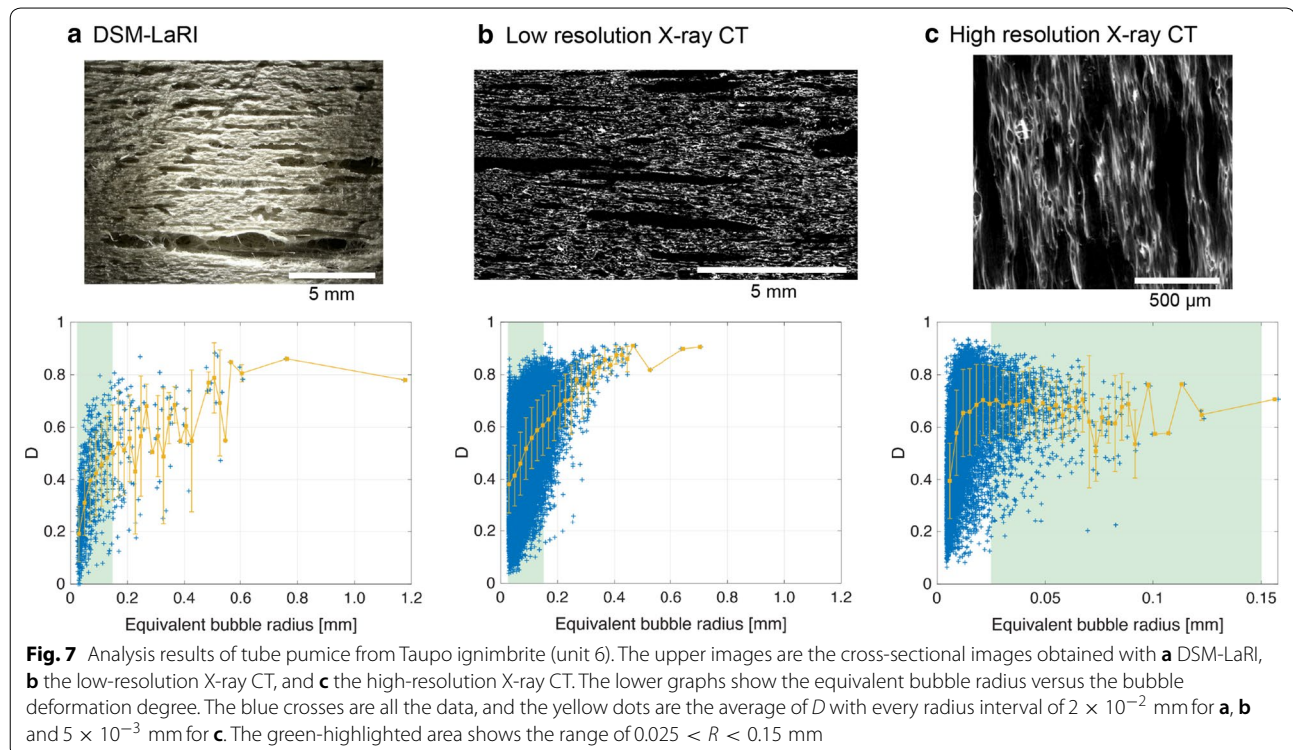 a DSM-LaRI
b Low resolution X-ray CT
c High resolution X-ray CT
5 mm
5 mm
500 µm
1
0.8
0.6
0.4
0.2
0
D
0 0.2 0.4 0.6 0.8 1.0 1.2
Equivalent bubble radius [mm]
1
0.8
0.6
0.4
0.2
0
D
0 0.2 0.4 0.6 0.8 1.0 1.2
Equivalent bubble radius [mm]
1
0.8
0.6
0.4
0.2
0
D
0 0.05 0.1 0.15
Equivalent bubble radius [mm]
Fig. 7 Analysis results of tube pumice from Taupo ignimbrite (unit 6). The upper images are the cross-sectional images obtained with a DSM-LaRI,
b the low-resolution X-ray CT, and c the high-resolution X-ray CT. The lower graphs show the equivalent bubble radius versus the bubble
deformation degree. The blue crosses are all the data, and the yellow dots are the average of D with every radius interval of 2 × 10⁻² mm for a, b
and 5 × 10⁻³ mm for c. The green-highlighted area shows the range of 0.025 < R < 0.15 mm